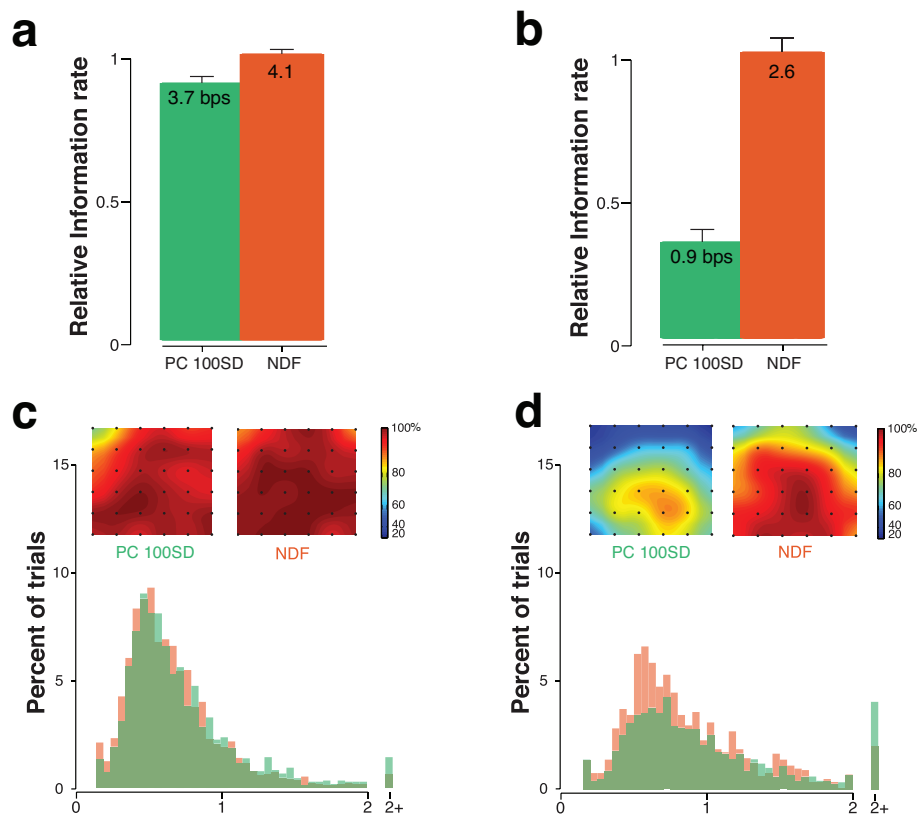 a
Relative Information rate
1
0.5
0
3.7 bps
4.1
PC 100SD
NDF
b
Relative Information rate
1
0.5
0
0.9 bps
2.6
PC 100SD
NDF
c
Percent of trials
15
10
5
0
100%
80
60
40
20
PC 100SD
NDF
0
1
2
2+
d
Percent of trials
15
10
5
0
100%
80
60
40
20
PC 100SD
NDF
0
1
2
2+